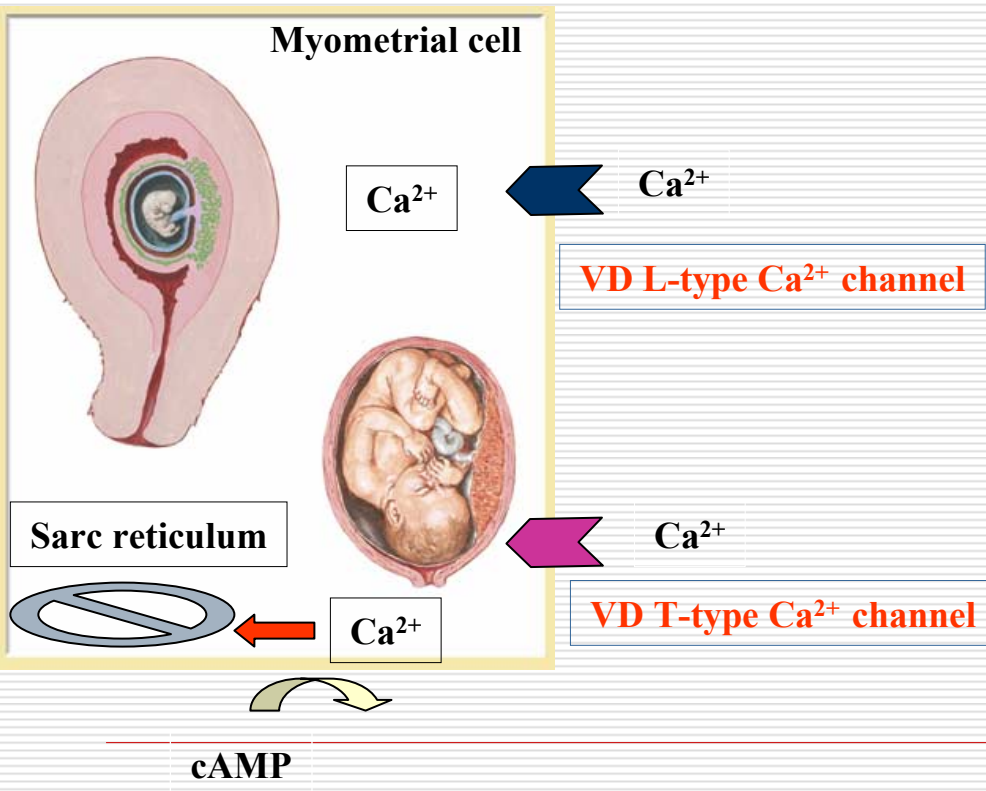 Myometrial cell
Ca²⁺
Ca²⁺
VD L-type Ca²⁺ channel
Sarc reticulum
Ca²⁺
VD T-type Ca²⁺ channel
Ca²⁺
cAMP